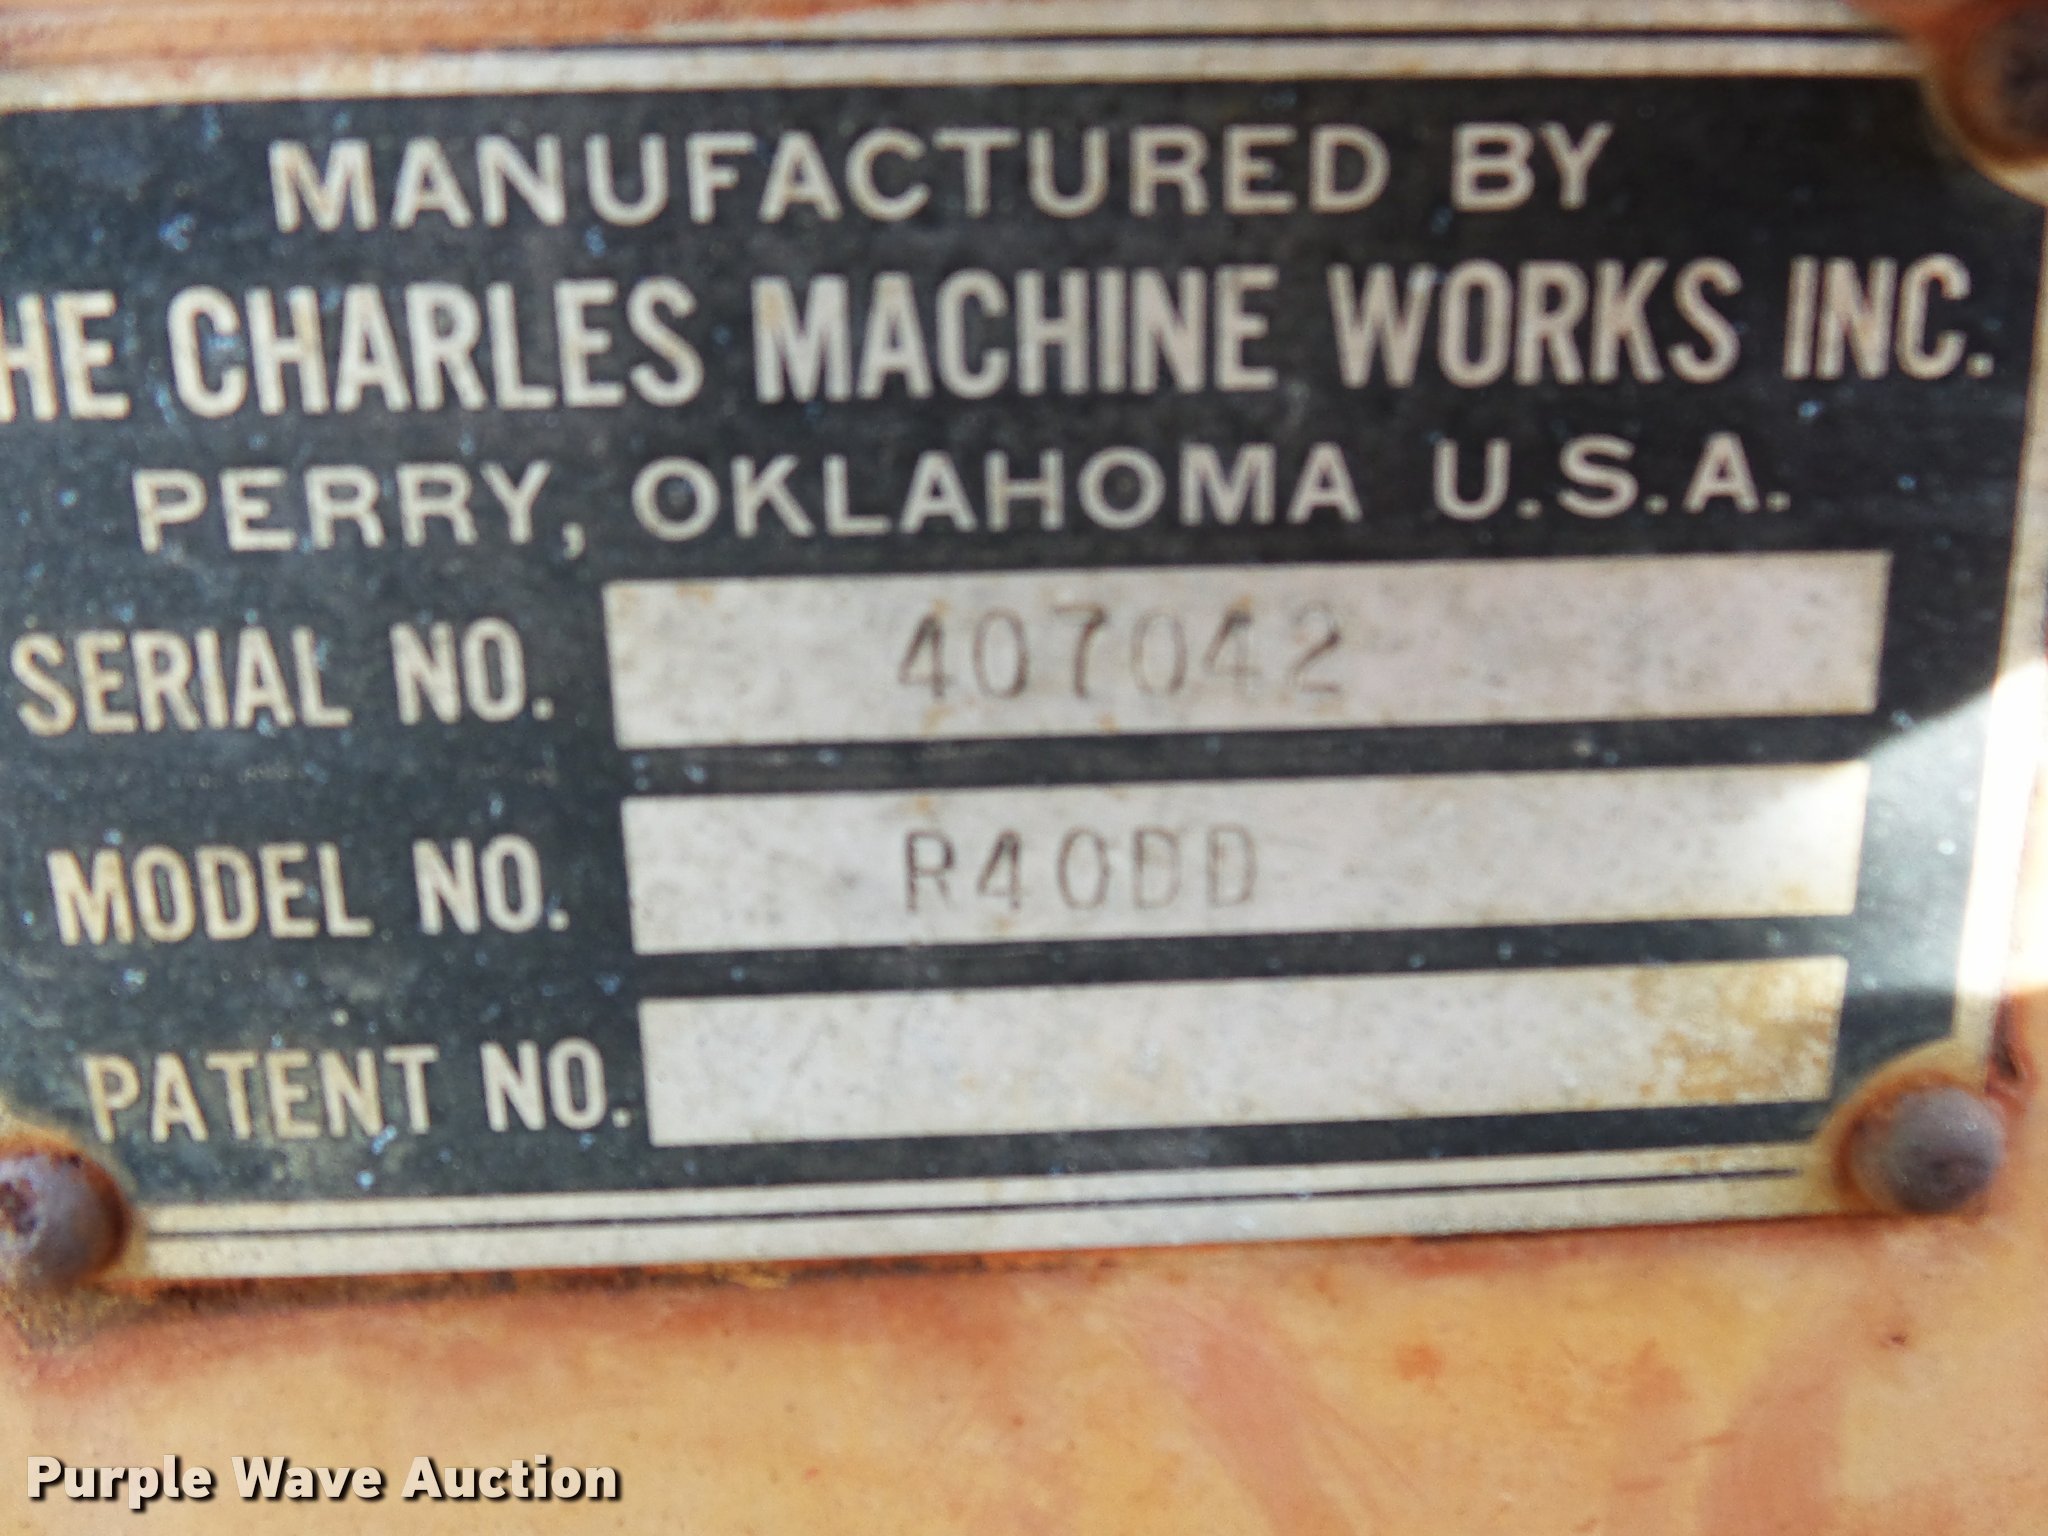 MANUFACTURED BY
HE CHARLES MACHINE WORKS INC.
PERRY, OKLAHOMA U.S.A.
SERIAL NO. 407042
MODEL NO. R40DD
PATENT NO.
Purple Wave Auction